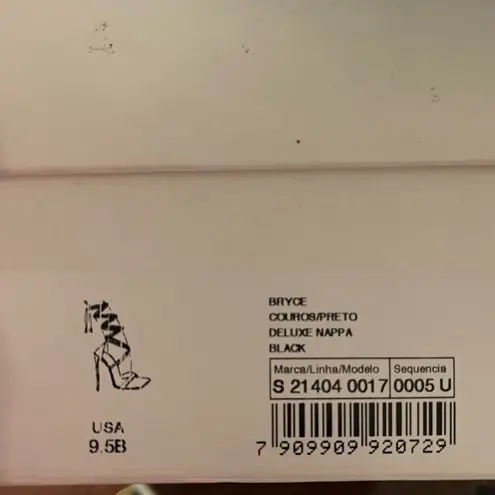 BRYCE
COUROS/PRETO
DELUXE NAPPA
BLACK
Marca/Linha/Modelo Sequencia
S 21404 0017 0005 U
USA
9.5B
7 909909 920729